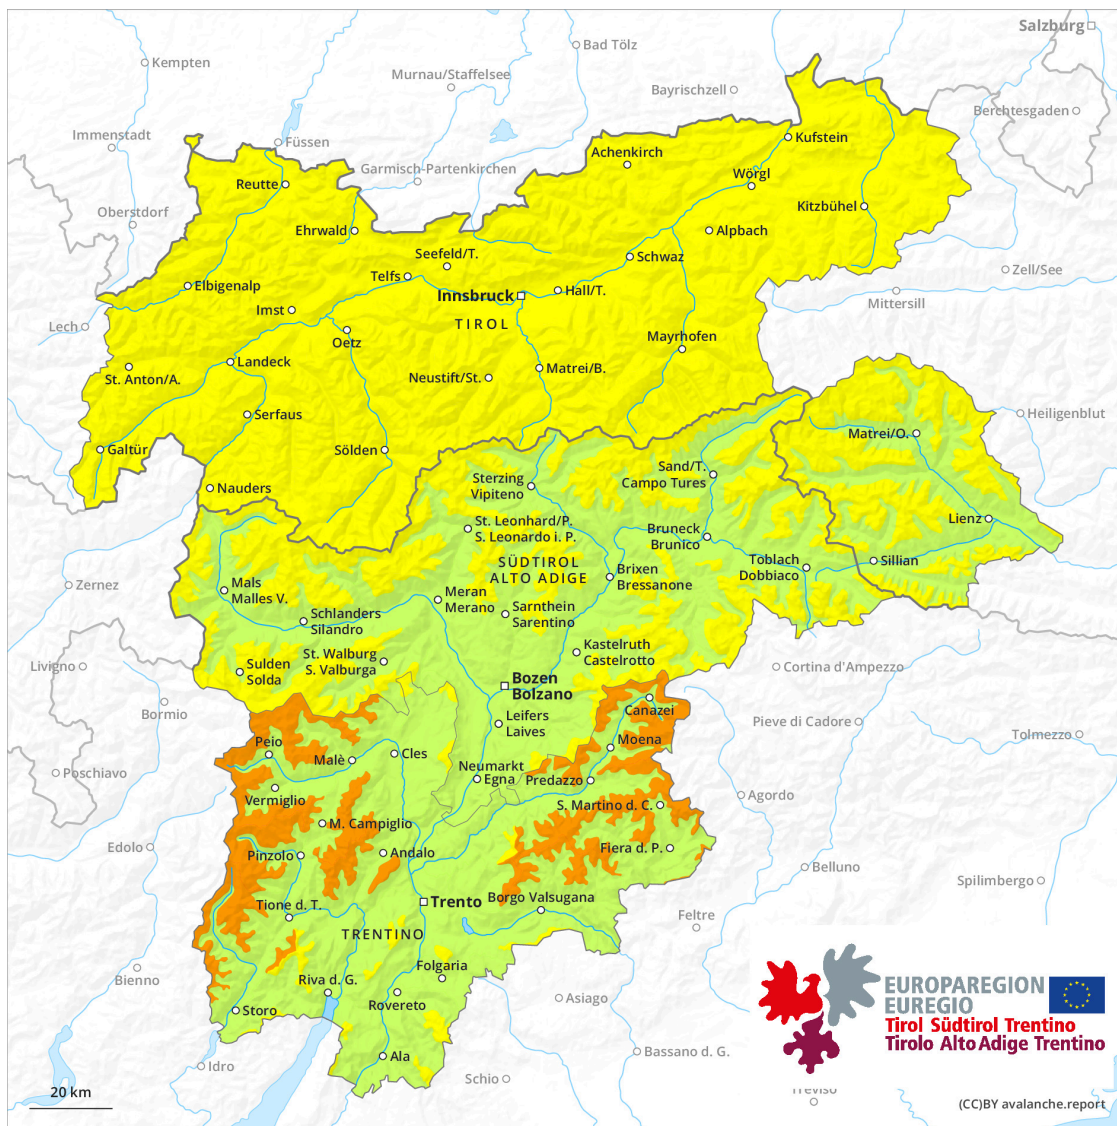 Salzburg
Bad Tölz
Kempten
Murnau/Staffelsee
Bayrischzell
Berchtesgaden
Immenstadt
Füssen
Kufstein
Achenkirch
Garmisch-Partenkirchen
Wörgl
Reutte
Kitzbühel
Oberstdorf
Ehrwald
Alpbach
Seefeld/T.
Schwaz
Zell/See
Telfs
Elbigenalp
Hall/T.
Innsbruck
Mittersill
Imst
TIROL
Lech
Oetz
Mayrhofen
Landeck
Matrei/B.
St. Anton/A.
Neustift/St.
Serfaus
Heiligenblut
Matrei/O.
Galtür
Sölden
Sand/T.
Campo Tures
Sterzing
Vipiteno
Nauders
Lienz
St. Leonhard/P.
S. Leonardo i. P.
Bruneck
Brunico
SÜDTIROL
ALTO ADIGE
Toblach
Dobbiaco
Sillian
Brixen
Bressanone
Zernez
Mals
Malles V.
Meran
Merano
Sarnthein
Sarentino
Schlanders
Silandro
Kastelruth
Castelrotto
St. Walburg
S. Valburga
Livigno
Sulden
Solda
Cortina d'Ampezzo
Bozen
Bolzano
Bormio
Canazei
Leifers
Laives
Pieve di Cadore
Tolmezzo
Peio
Moena
Malè
Cles
Poschiavo
Neumarkt
Egna
Predazzo
Vermiglio
Agordo
S. Martino d. C.
M. Campiglio
Edolo
Pinzolo
Andalo
Fiera d. P.
Belluno
Spilimbergo
Trento
Borgo Valsugana
Tione d. T.
Feltre
TRENTINO
Folgaria
Bienno
Riva d. G.
EUROPAREGION
EUREGIO
Tirol Südtirol Trentino
Tirolo Alto Adige Trentino
Asiago
Rovereto
Storo
Bassano d. G.
Ala
Idro
Schio
Treviso
20 km
(CC)BY avalanche.report